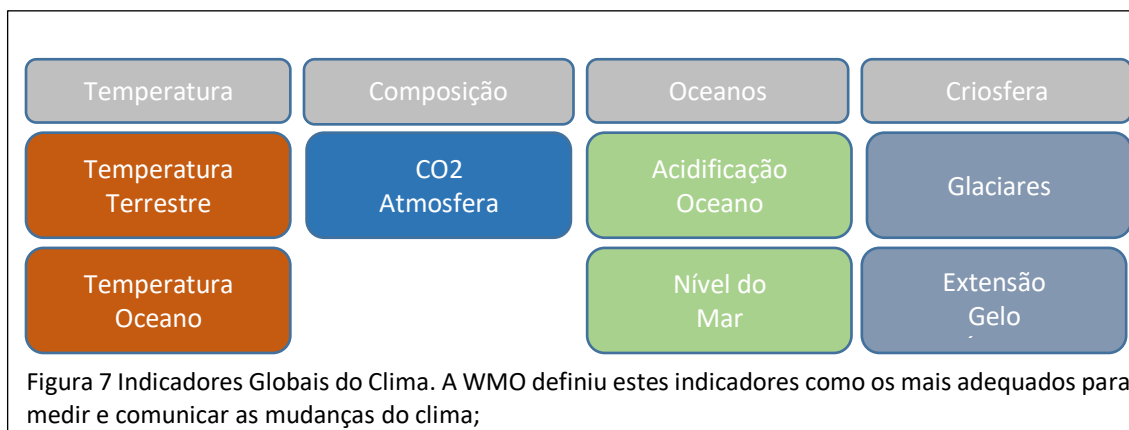 Temperatura
Composição
Oceanos
Criosfera
Temperatura
Terrestre
CO2
Atmosfera
Acidificação
Oceano
Glaciares
Temperatura
Oceano
Nível do
Mar
Extensão
Gelo
Figura 7 Indicadores Globais do Clima. A WMO definiu estes indicadores como os mais adequados para
medir e comunicar as mudanças do clima;